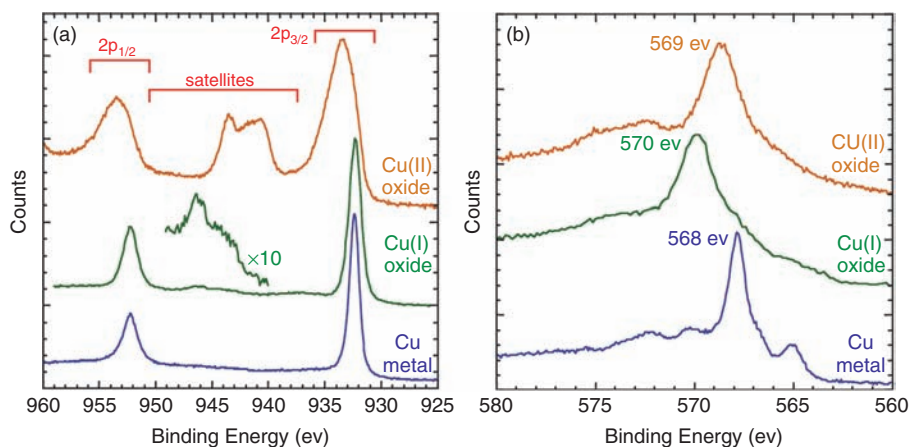 (a)
2p1/2
satellites
2p3/2
Cu(II)
oxide
×10
Cu(I)
oxide
Cu
metal
Counts
960 955 950 945 940 935 930 925
Binding Energy (ev)
(b)
569 ev
CU(II)
oxide
570 ev
Cu(I)
oxide
568 ev
Cu
metal
Counts
580 575 570 565 560
Binding Energy (ev)